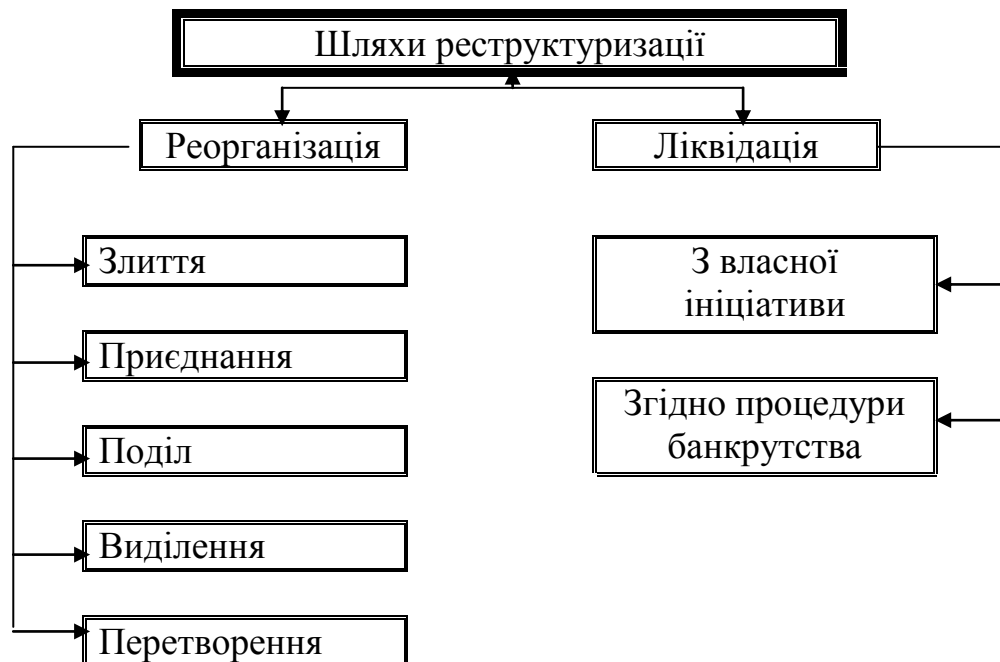 Шляхи реструктуризації
Реорганізація
Ліквідація
Злиття
Приєднання
Поділ
Виділення
Перетворення
З власної
ініціативи
Згідно процедури
банкрутства